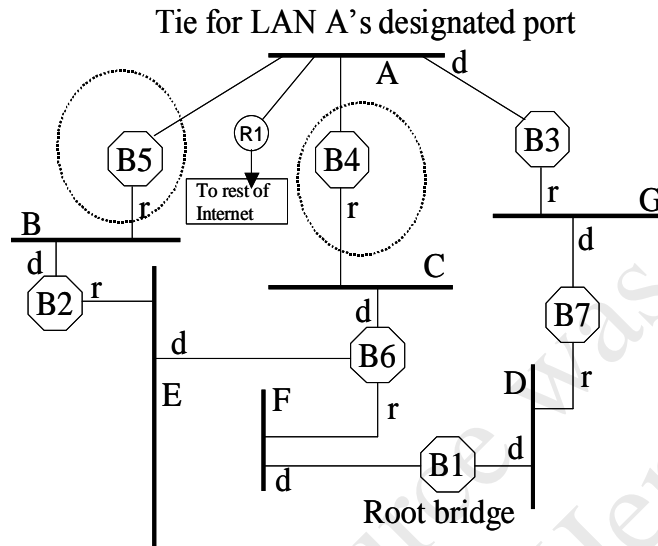 Tie for LAN A's designated port
A
d
R1
B5
B4
B3
To rest of
Internet
r
r
r
B
G
d
d
C
B2
r
d
B7
d
B6
E
F
r
D
r
d
B1
d
Root bridge